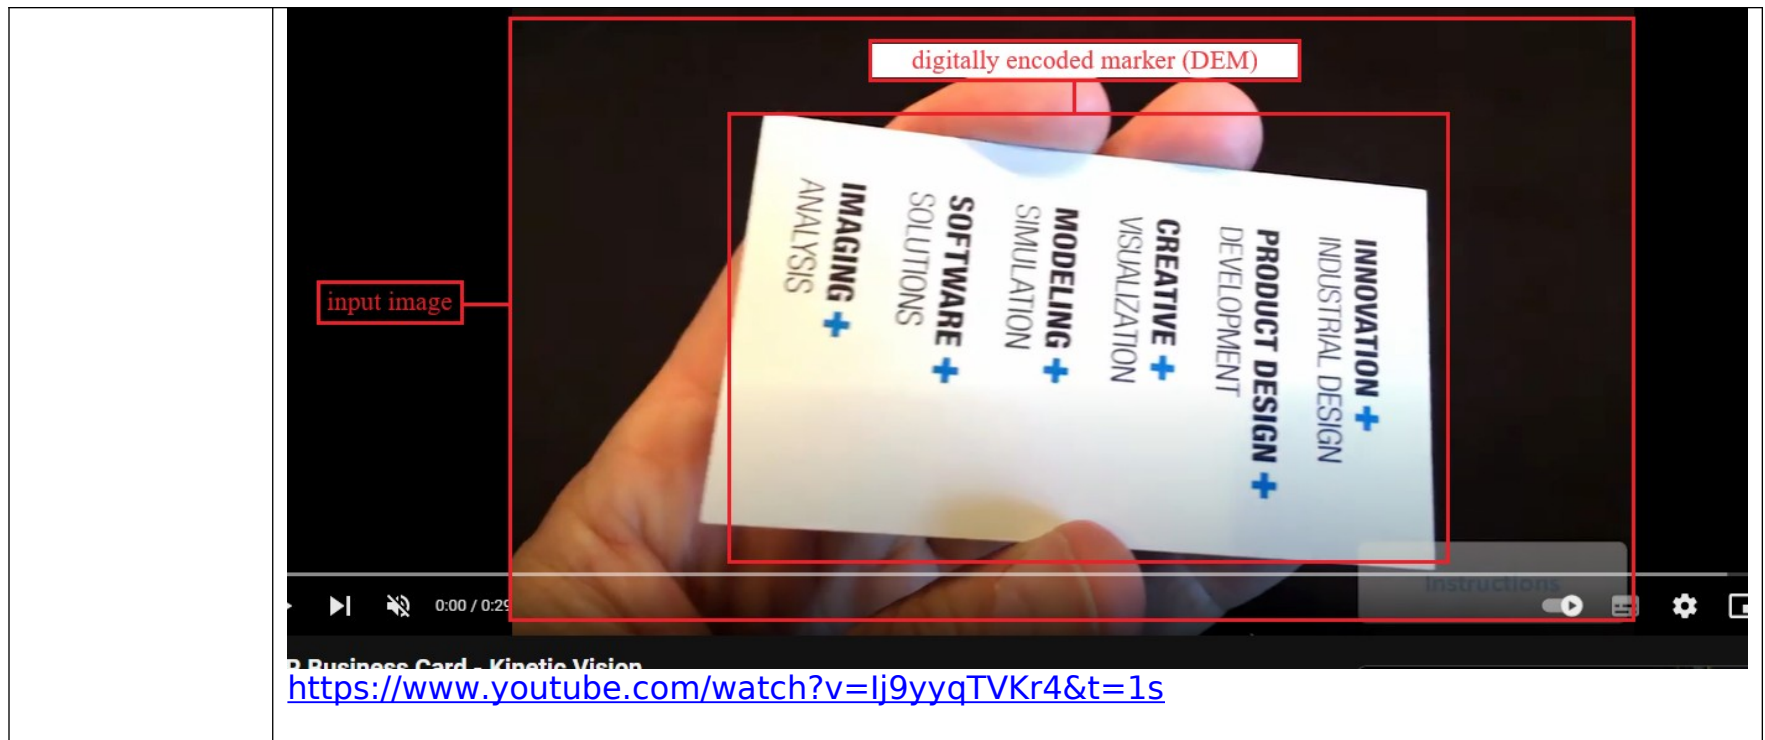 digitally encoded marker (DEM)
input image
INNOVATION +
INDUSTRIAL DESIGN
PRODUCT DESIGN +
DEVELOPMENT
CREATIVE +
VISUALIZATION
MODELING +
SIMULATION
SOFTWARE +
SOLUTIONS
IMAGING +
ANALYSIS
Instructions
0:00 / 0:29
R Business Card - Kinetic Vision
https://www.youtube.com/watch?v=Ij9yyqTVKr4&t=1s